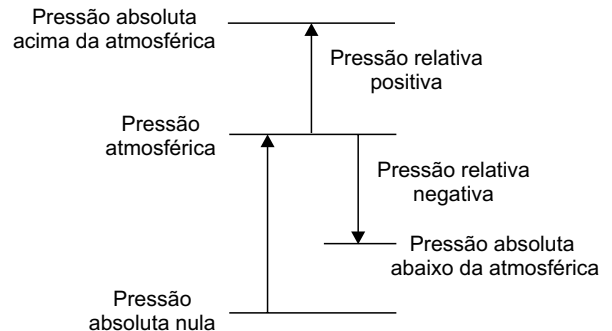 Pressão absoluta
acima da atmosférica
Pressão relativa
positiva
Pressão
atmosférica
Pressão relativa
negativa
Pressão absoluta
abaixo da atmosférica
Pressão
absoluta nula